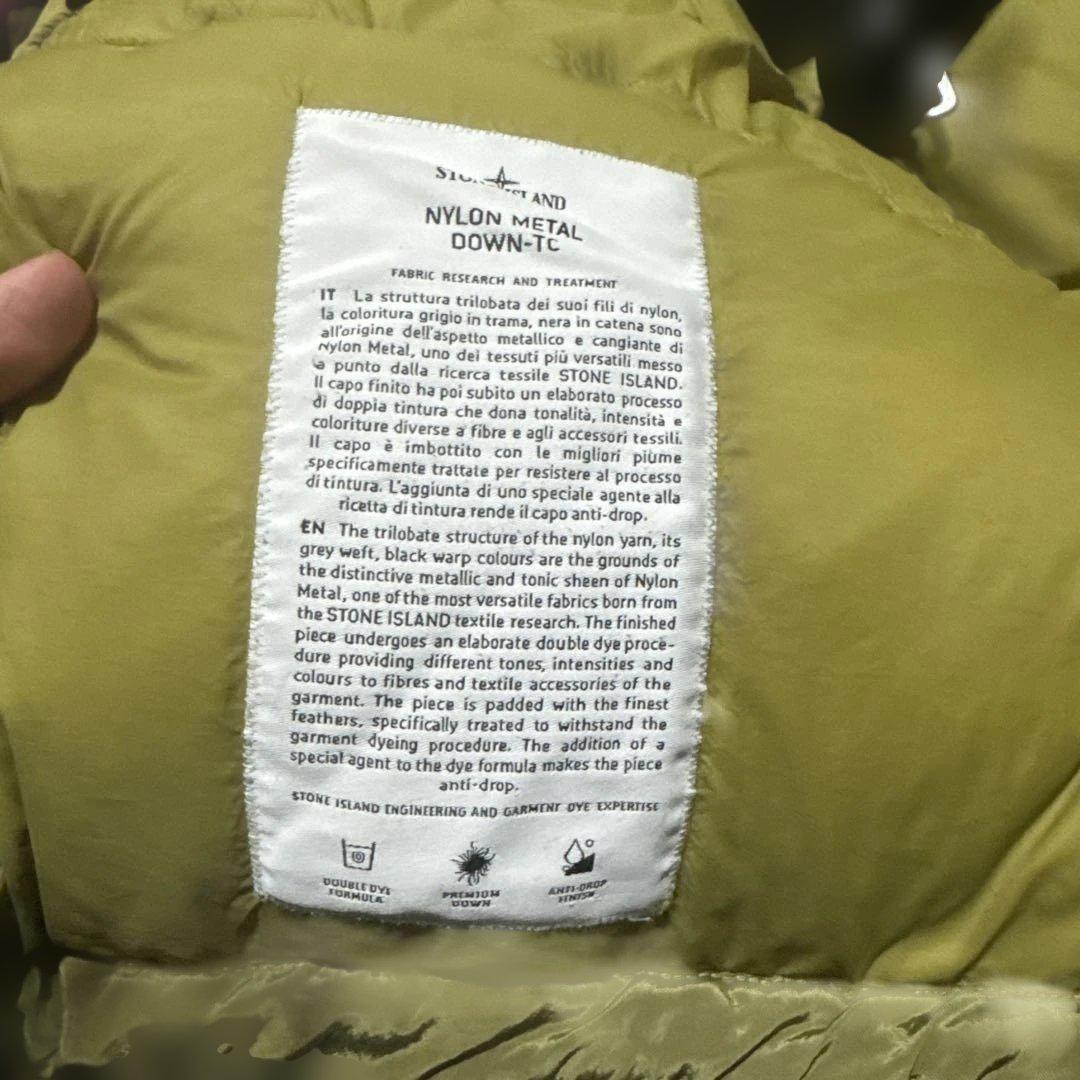 STONE ISLAND
NYLON METAL
DOWN-TC
FABRIC RESEARCH AND TREATMENT
IT La struttura trilobata dei suoi fili di nylon,
la coloritura grigio in trama, nera in catena sono
all'origine dell'aspetto metallico e cangiante di
Nylon Metal, uno dei tessuti più versatili messo
a punto dalla ricerca tessile STONE ISLAND.
Il capo finito ha poi subito un elaborato processo
di doppia tintura che dona tonalità, intensità e
coloriture diverse a fibre e agli accessori tessili.
Il capo è imbottito con le migliori piume
specificamente trattate per resistere al processo
di tintura. L'aggiunta di uno speciale agente alla
ricetta di tintura rende il capo anti-drop.
EN The trilobate structure of the nylon yarn, its
grey weft, black warp colours are the grounds of
the distinctive metallic and tonic sheen of Nylon
Metal, one of the most versatile fabrics born from
the STONE ISLAND textile research. The finished
piece undergoes an elaborate double dye proce-
dure providing different tones, intensities and
colours to fibres and textile accessories of the
garment. The piece is padded with the finest
feathers, specifically treated to withstand the
garment dyeing procedure. The addition of a
special agent to the dye formula makes the piece
anti-drop.
STONE ISLAND ENGINEERING AND GARMENT DYE EXPERTISE
DOUBLE DYE
FORMULA
PREMIUM
DOWN
ANTI-DROP
FINISH